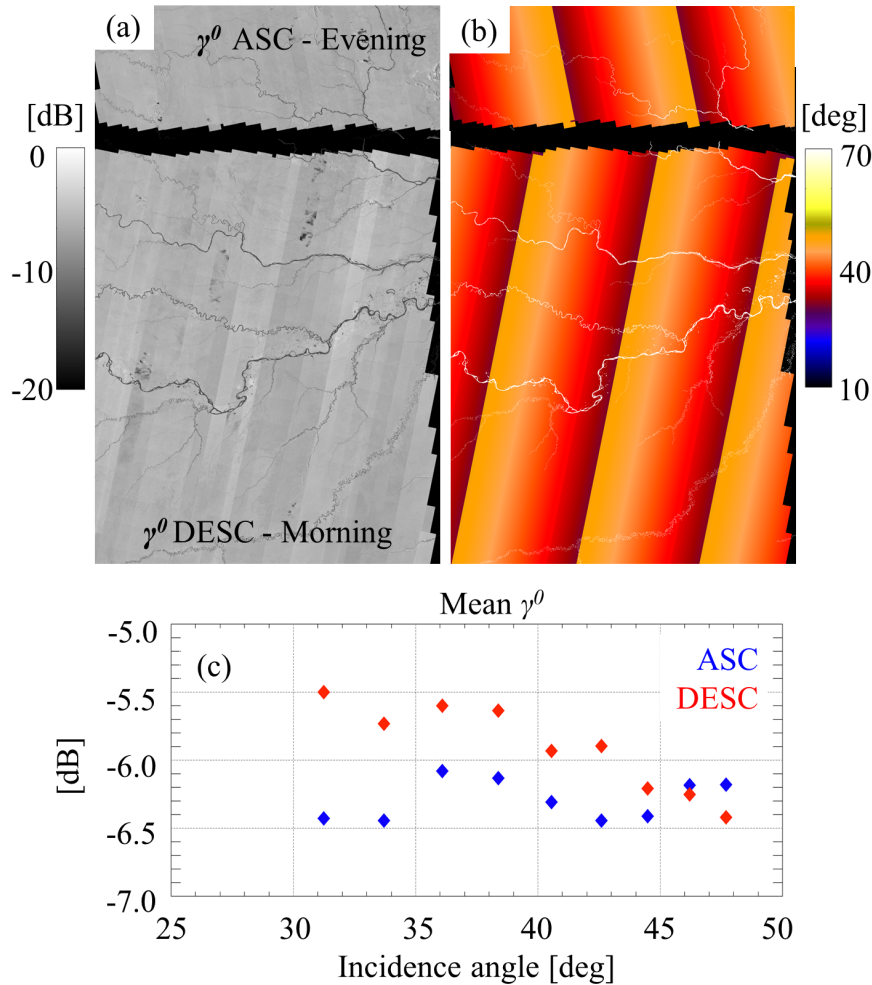 (a)
γ⁰ ASC - Evening
(b)
[dB]
[deg]
0
-10
-20
70
40
10
γ⁰ DESC - Morning
Mean γ⁰
(c)
ASC
DESC
-5.0
-5.5
-6.0
-6.5
-7.0
[dB]
25 31 35 40 45 50
Incidence angle [deg]